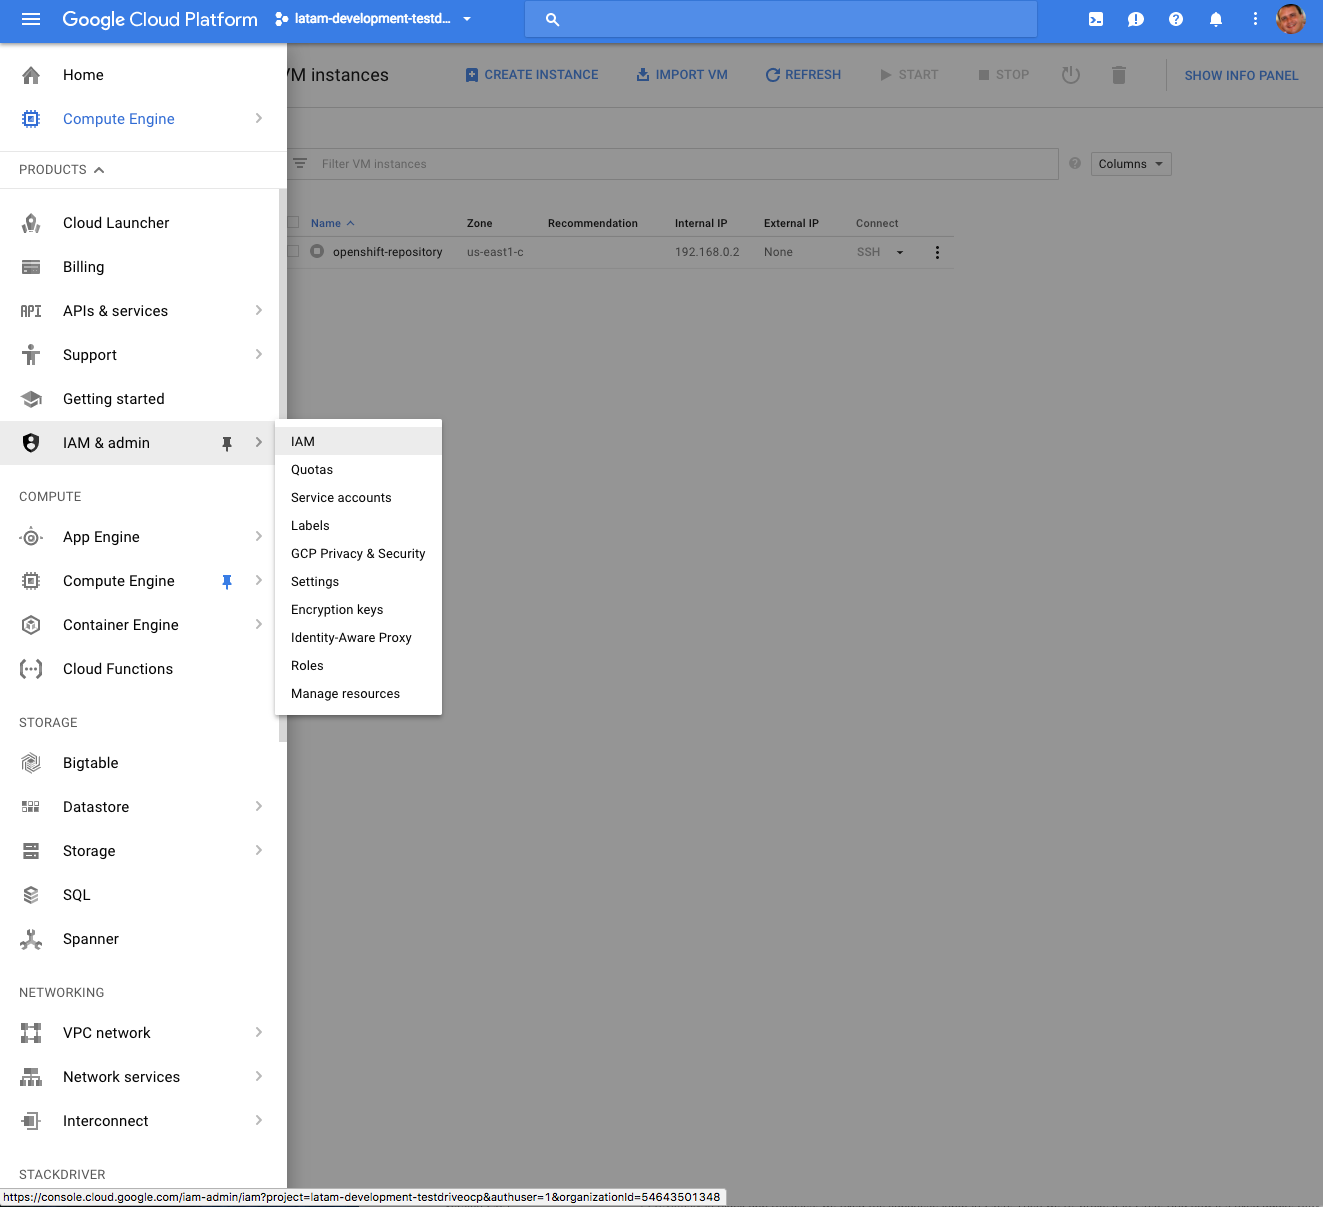 Google Cloud Platform latam-development-testd...
Home
Compute Engine
PRODUCTS
Cloud Launcher
Billing
API APIs & services
Support
Getting started
IAM & admin
COMPUTE
App Engine
Compute Engine
Container Engine
Cloud Functions
STORAGE
Bigtable
Datastore
Storage
SQL
Spanner
NETWORKING
VPC network
Network services
Interconnect
STACKDRIVER
IAM
Quotas
Service accounts
Labels
GCP Privacy & Security
Settings
Encryption keys
Identity-Aware Proxy
Roles
Manage resources
VM instances CREATE INSTANCE IMPORT VM REFRESH START STOP SHOW INFO PANEL
Filter VM instances Columns
Name Zone Recommendation Internal IP External IP Connect
openshift-repository us-east1-c 192.168.0.2 None SSH
https://console.cloud.google.com/iam-admin/iam?project=latam-development-testdriveocp&authuser=1&organizationId=54643501348